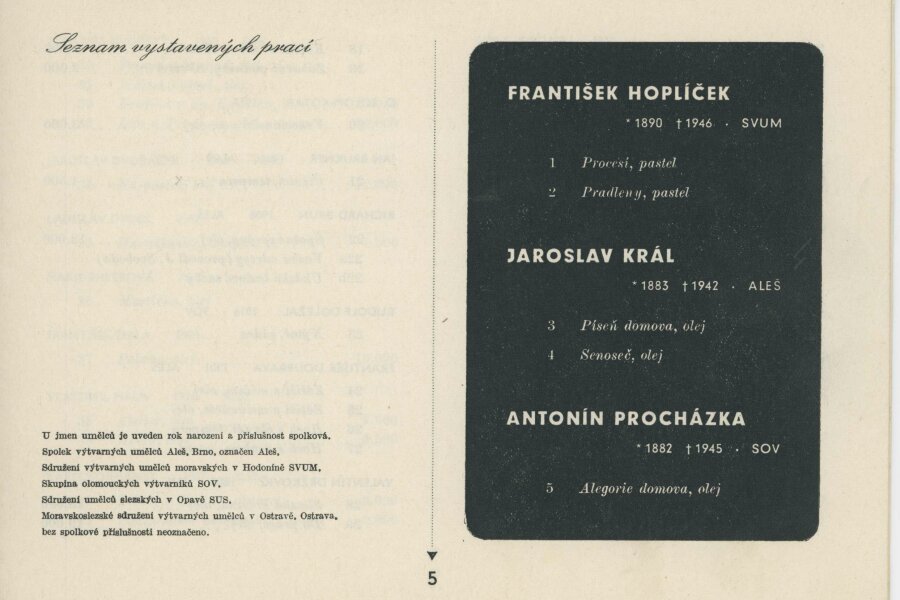 Seznam vystavených prací
U jmen umělců je uveden rok narození a příslušnost spolková.
Spolek výtvarných umělců Aleš, Brno, označen Aleš,
Sdružení výtvarných umělců moravských v Hodoníně SVUM,
Skupina olomouckých výtvarníků SOV,
Sdružení umělců slezských v Opavě SUS,
Moravskoslezské sdružení výtvarných umělců v Ostravě, Ostrava,
bez spolkové příslušnosti neoznačeno.
5
FRANTIŠEK HOPLÍČEK
* 1890 † 1946 · SVUM
1 Procesí, pastel
2 Pradleny, pastel
JAROSLAV KRÁL
* 1883 † 1942 · ALEŠ
3 Píseň domova, olej
4 Senoseč, olej
ANTONÍN PROCHÁZKA
* 1882 † 1945 · SOV
5 Alegorie domova, olej